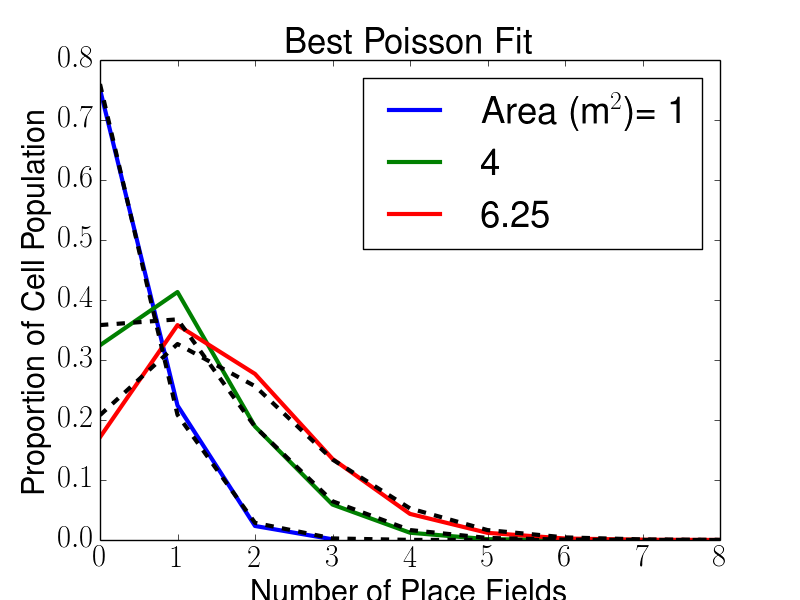 Best Poisson Fit
0.8
0.7
0.6
0.5
0.4
0.3
0.2
0.1
0.0
Proportion of Cell Population
Area (m²)= 1
4
6.25
0 1 2 3 4 5 6 7 8
Number of Place Fields